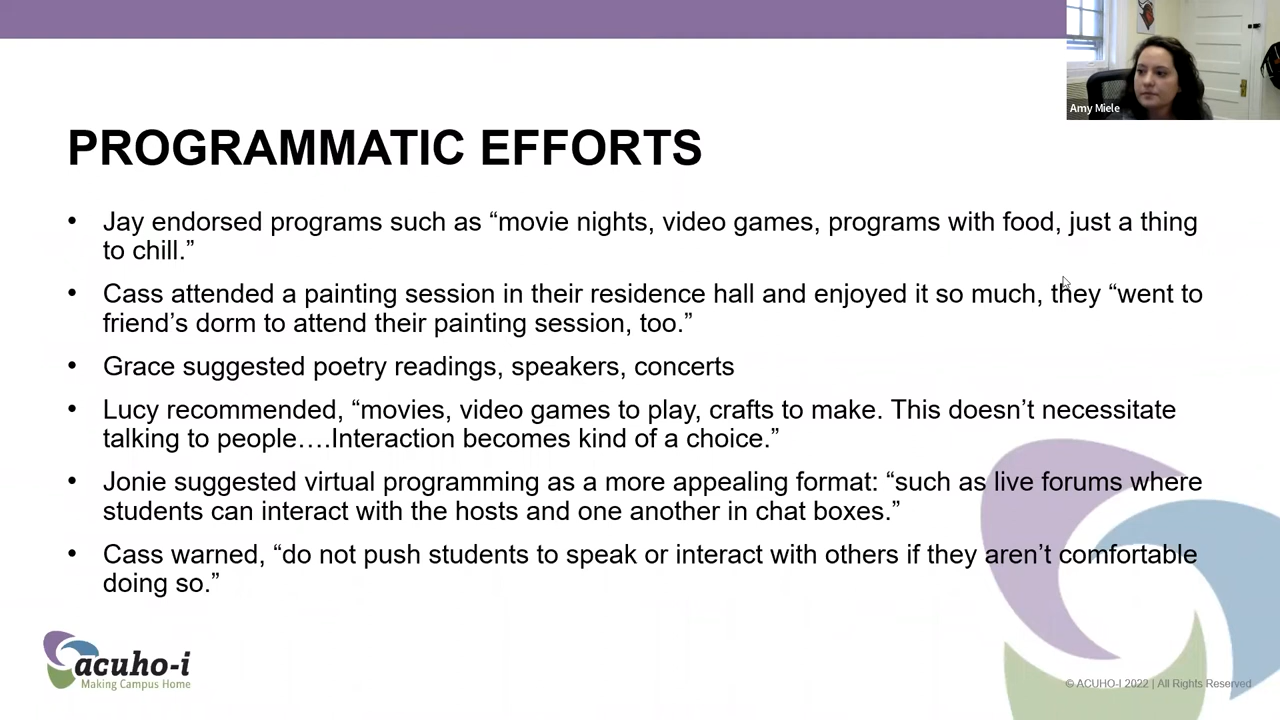 Amy Miele
PROGRAMMATIC EFFORTS
• Jay endorsed programs such as “movie nights, video games, programs with food, just a thing
to chill.”
• Cass attended a painting session in their residence hall and enjoyed it so much, they “went to
friend’s dorm to attend their painting session, too.”
• Grace suggested poetry readings, speakers, concerts
• Lucy recommended, “movies, video games to play, crafts to make. This doesn’t necessitate
talking to people….Interaction becomes kind of a choice.”
• Jonie suggested virtual programming as a more appealing format: “such as live forums where
students can interact with the hosts and one another in chat boxes.”
• Cass warned, “do not push students to speak or interact with others if they aren’t comfortable
doing so.”
acuho-i
Making Campus Home
© ACUHO-I 2022 | All Rights Reserved